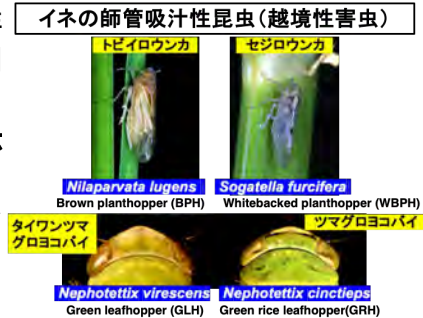 イネの師管吸汁性昆虫(越境性害虫)
トビイロウンカ
セジロウンカ
Nilaparvata lugens
Sogatella furcifera
Brown planthopper (BPH)
Whitebacked planthopper (WBPH)
タイワンツマ
グロヨコバイ
ツマグロヨコバイ
Nephotettix virescens
Nephotettix cinctieps
Green leafhopper (GLH)
Green rice leafhopper(GRH)